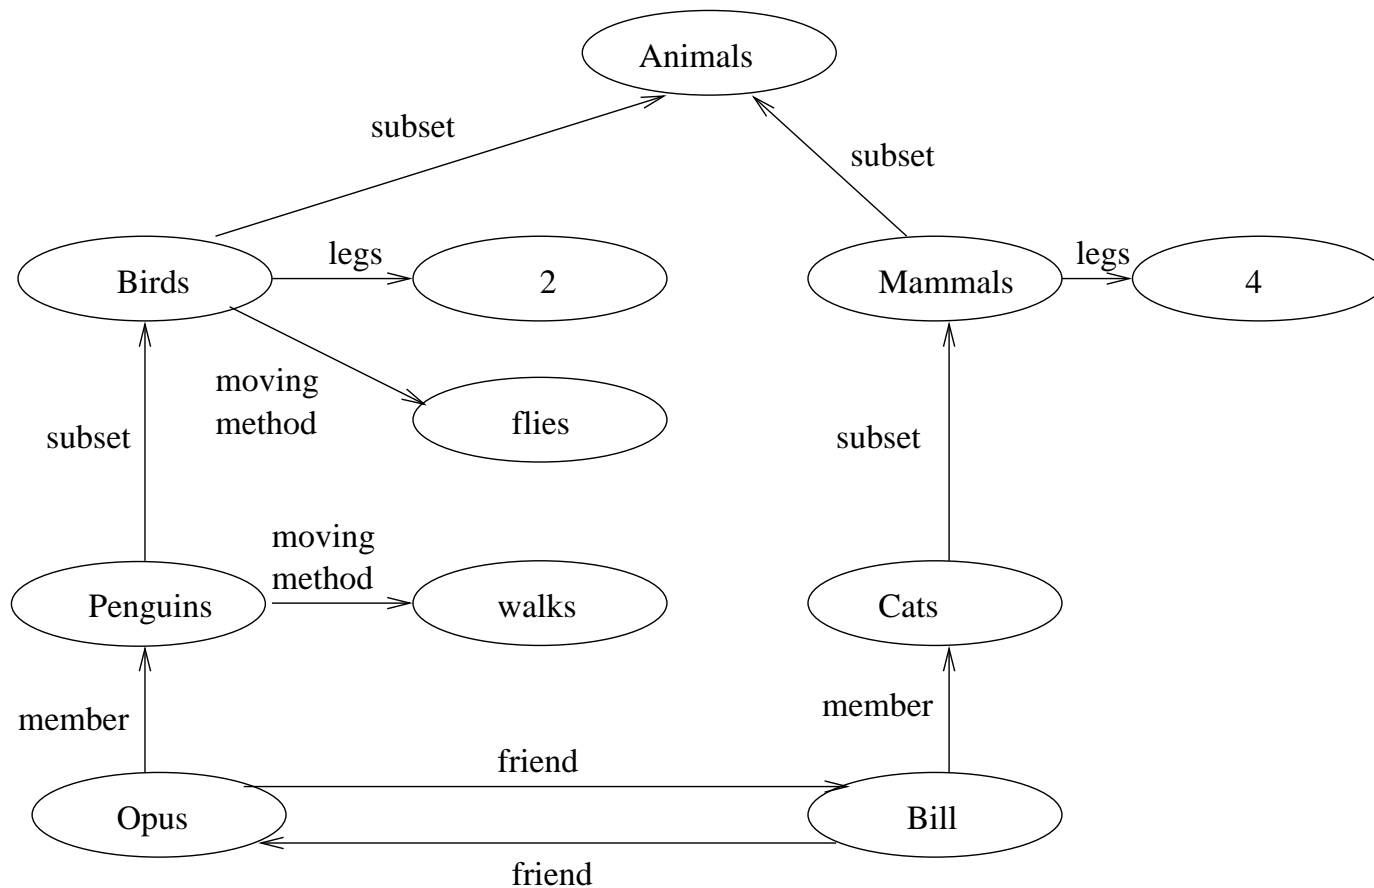 Animals
subset
subset
legs
legs
Birds
2
Mammals
4
moving
method
flies
subset
subset
moving
method
Penguins
walks
Cats
member
member
friend
Opus
Bill
friend